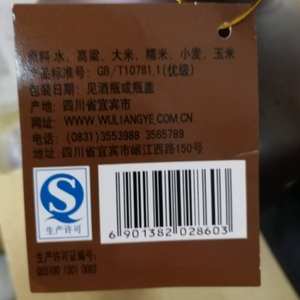 原料:水、高粱、大米、糯米、小麦、玉米
产品标准号: GB/T10781.1(优级)
包装日期: 见酒瓶或瓶盖
产地: 四川省宜宾市
网址: WWW.WULIANGYE.COM.CN
电话: (0831)3553988 3565789
四川省宜宾市岷江西路150号
QS
生产许可
6 901382 028603
生产许可证编号: